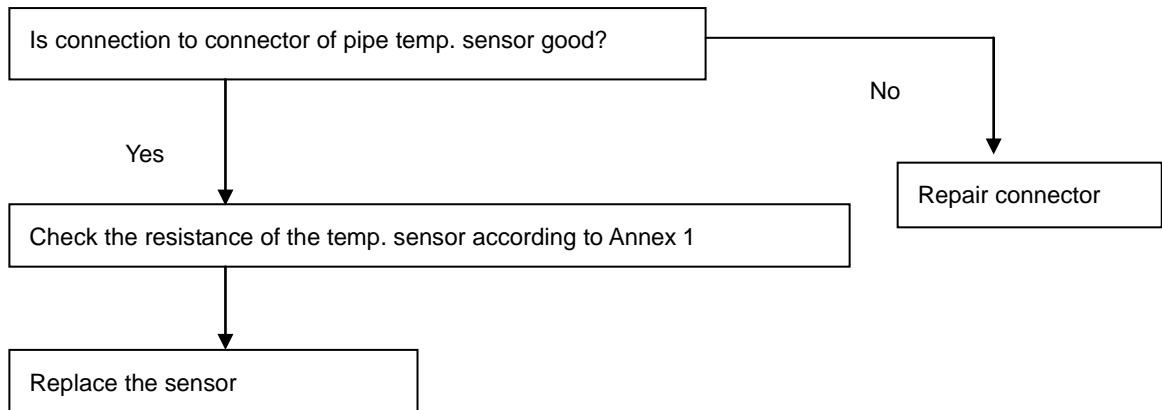 Is connection to connector of pipe temp. sensor good?
No
Yes
Repair connector
Check the resistance of the temp. sensor according to Annex 1
Replace the sensor